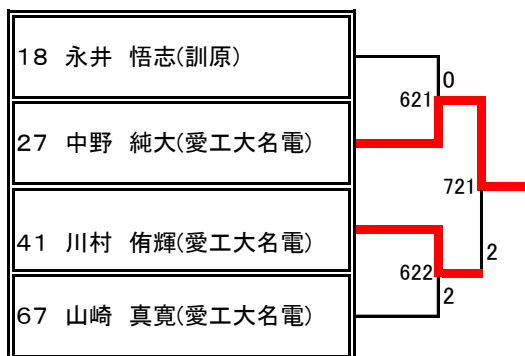 18 永井 悟志(訓原)
0
621
27 中野 純大(愛工大名電)
721
41 川村 侑輝(愛工大名電)
2
622
2
67 山崎 真寛(愛工大名電)